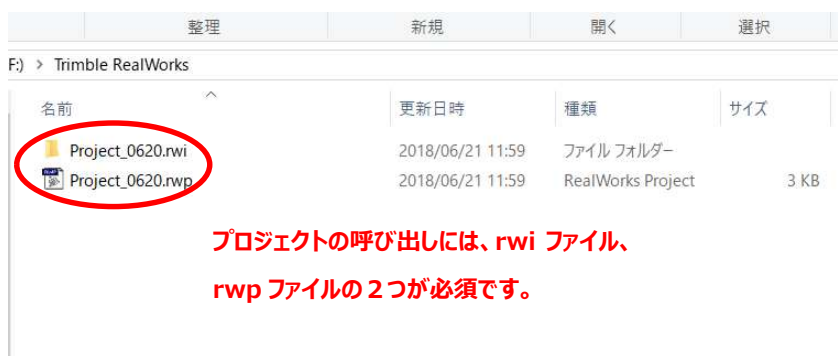 整理 新規 開く 選択
F:) > Trimble RealWorks
名前 更新日時 種類 サイズ
Project_0620.rwi 2018/06/21 11:59 ファイル フォルダー
Project_0620.rwp 2018/06/21 11:59 RealWorks Project 3 KB
プロジェクトの呼び出しには、rwi ファイル、
rwp ファイルの２つが必須です。